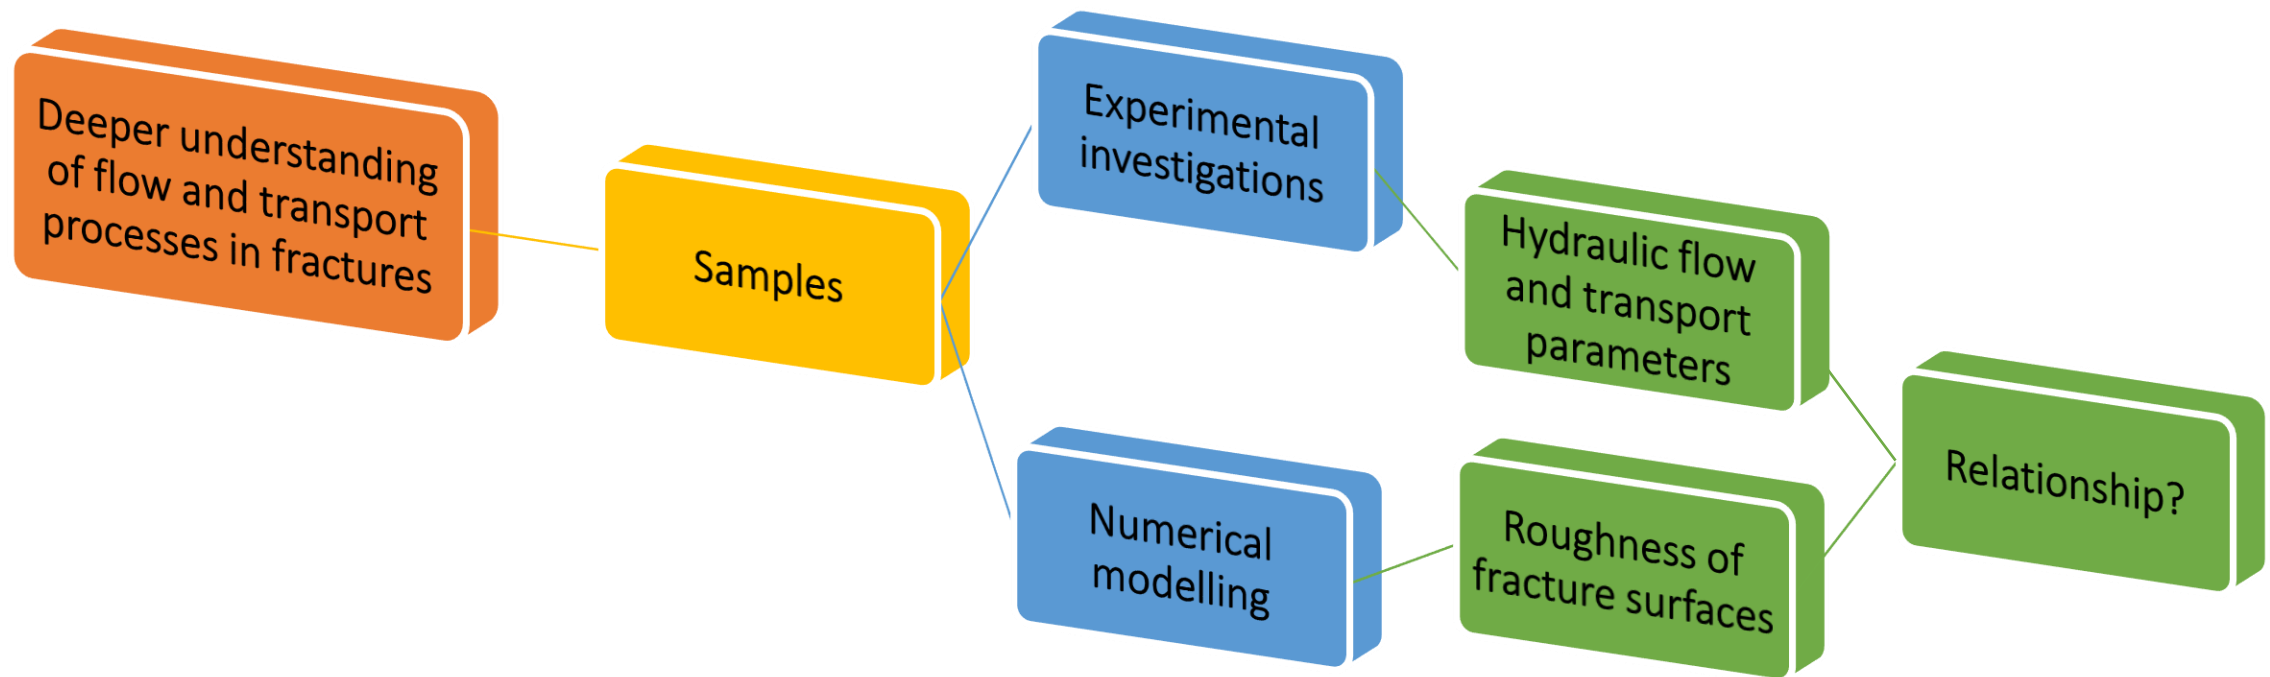 Deeper understanding
of flow and transport
processes in fractures
Samples
Experimental
investigations
Hydraulic flow
and transport
parameters
Numerical
modelling
Roughness of
fracture surfaces
Relationship?